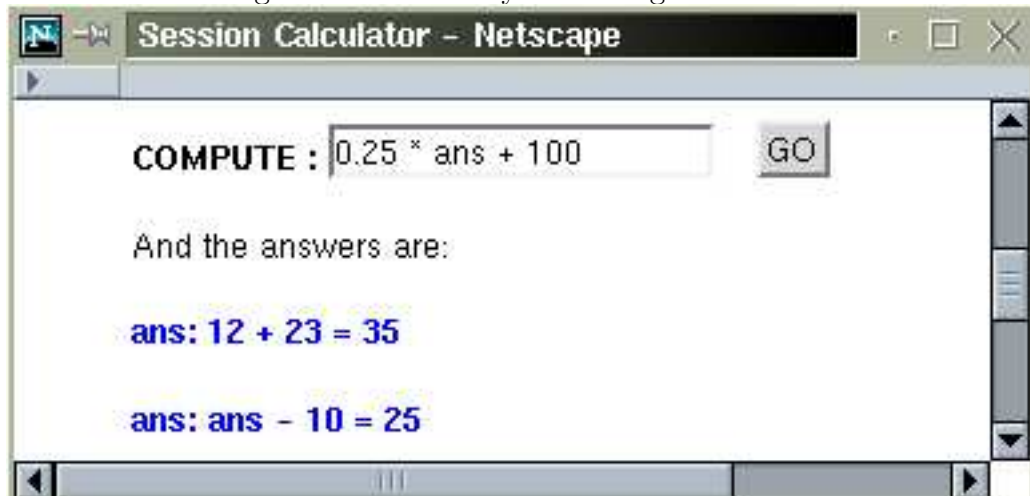 Session Calculator - Netscape
COMPUTE : 0.25 * ans + 100 GO
And the answers are:
ans: 12 + 23 = 35
ans: ans - 10 = 25